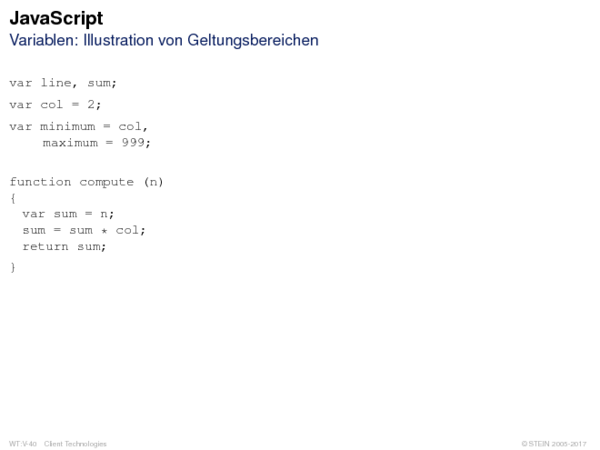 JavaScript
Variablen: Illustration von Geltungsbereichen
var line, sum;
var col = 2;
var minimum = col,
maximum = 999;
function compute (n)
{
var sum = n;
sum = sum * col;
return sum;
}
WT:V-40 Client Technologies
© STEIN 2005-2017